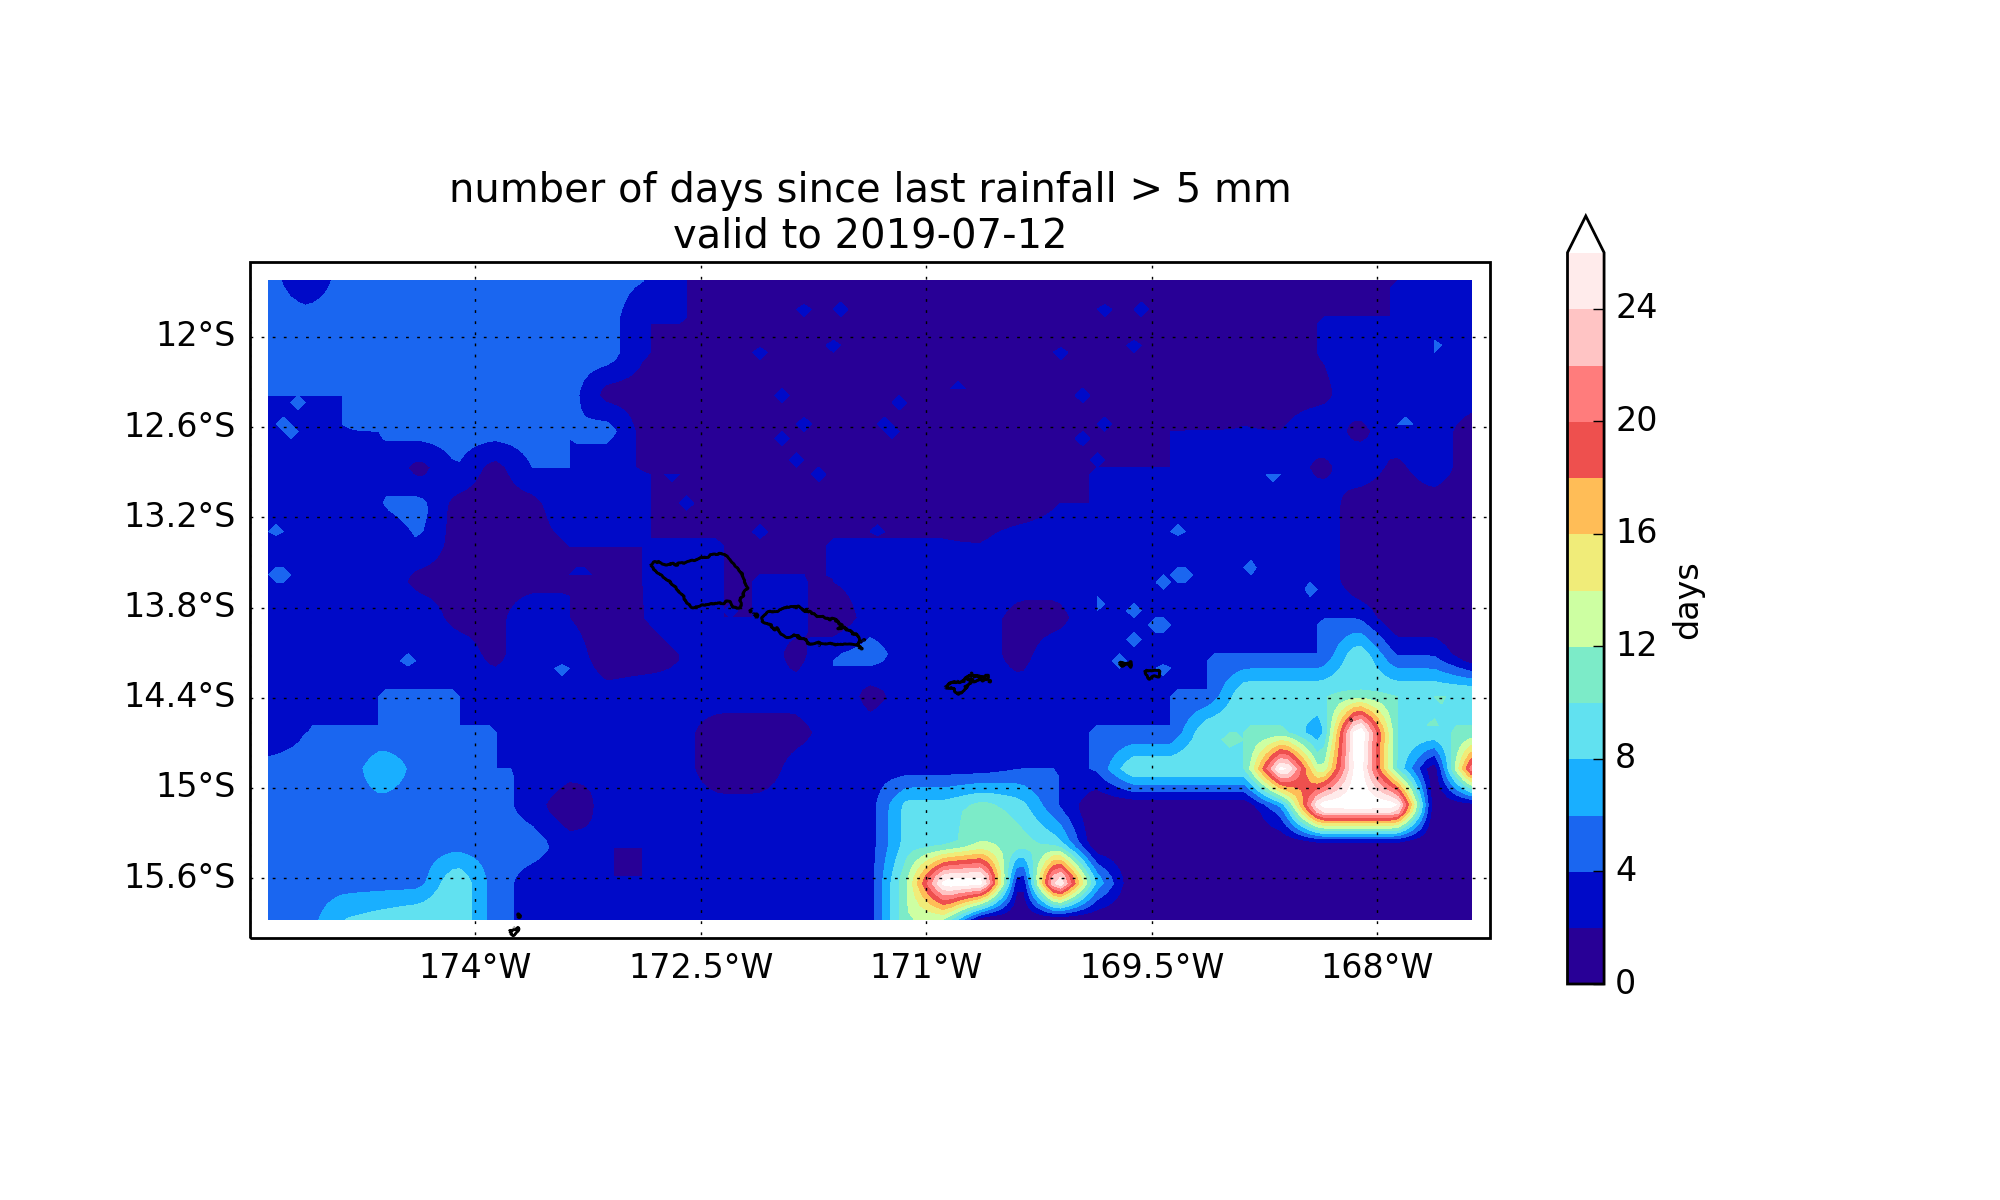 number of days since last rainfall > 5 mm
valid to 2019-07-12
12°S
12.6°S
13.2°S
13.8°S
14.4°S
15°S
15.6°S
174°W 172.5°W 171°W 169.5°W 168°W
24
20
16
12
8
4
0
days